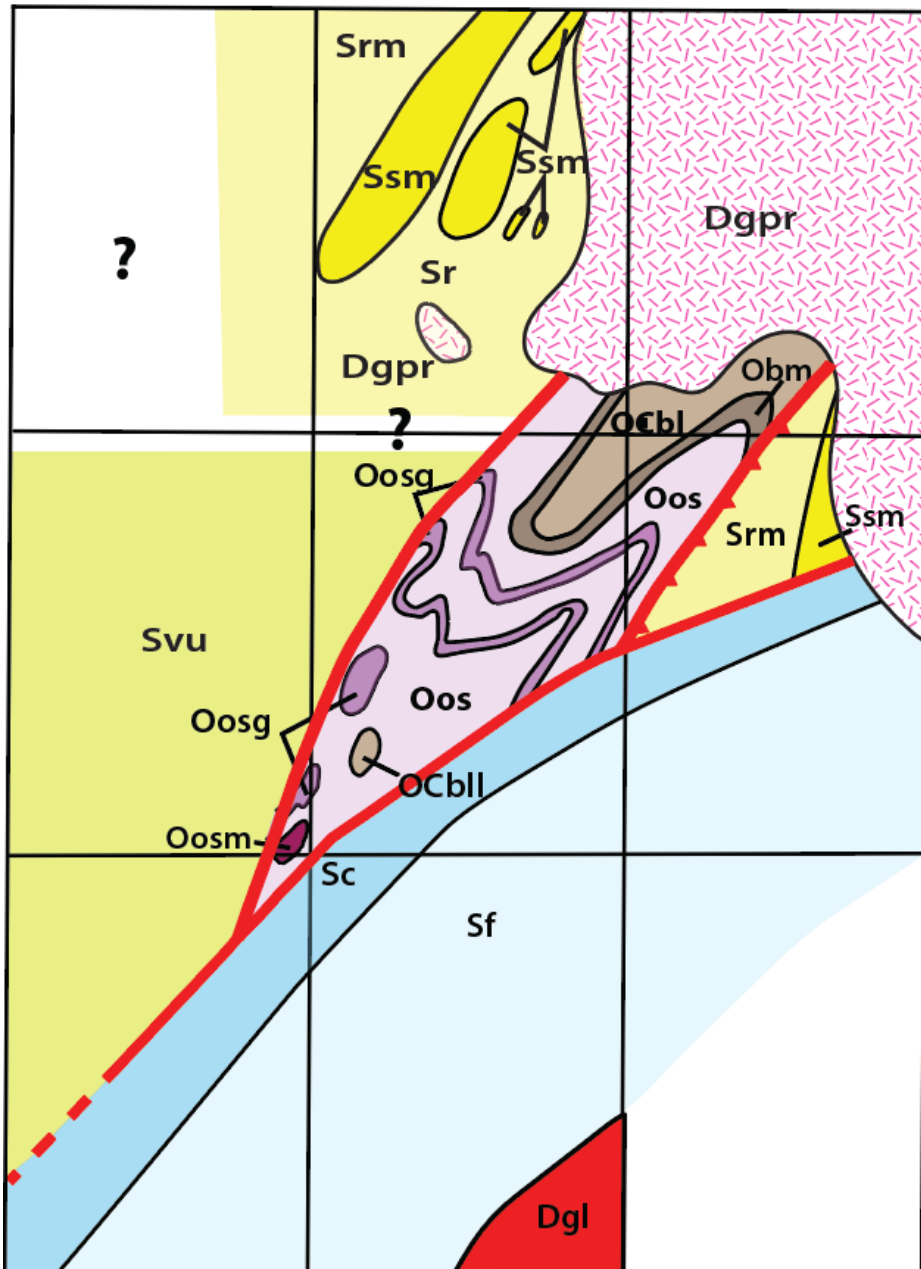 Srm
Ssm
Ssm
Dgpr
?
Sr
Dgpr
Obm
?
OCbl
Oosg
Oos
Ssm
Srm
Svu
Oos
Oosg
OCbll
Oosm
Sc
Sf
Dgl